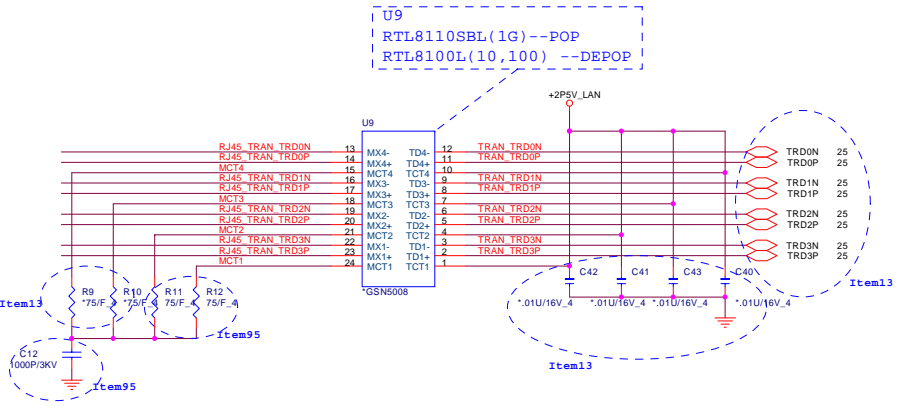 U9
RTL8110SBL(1G)--POP
RTL8100L(10,100) --DEPOP
+2P5V_LAN
U9
RJ45_TRAN_TRD0N 13 MX4- TD4- 12 TRAN_TRD0N TRD0N 25
RJ45_TRAN_TRD0P 14 MX4+ TD4+ 11 TRAN_TRD0P TRD0P 25
MCT4 15 MCT4 TCT4 10
RJ45_TRAN_TRD1N 16 MX3- TD3- 9 TRAN_TRD1N TRD1N 25
RJ45_TRAN_TRD1P 17 MX3+ TD3+ 8 TRAN_TRD1P TRD1P 25
MCT3 18 MCT3 TCT3 7
RJ45_TRAN_TRD2N 19 MX2- TD2- 6 TRAN_TRD2N TRD2N 25
RJ45_TRAN_TRD2P 20 MX2+ TD2+ 5 TRAN_TRD2P TRD2P 25
MCT2 21 MCT2 TCT2 4
RJ45_TRAN_TRD3N 22 MX1- TD1- 3 TRAN_TRD3N TRD3N 25
RJ45_TRAN_TRD3P 23 MX1+ TD1+ 2 TRAN_TRD3P TRD3P 25
MCT1 24 MCT1 TCT1 1
C42 C41 C43 C40
Item13
Item13
R9 R10 R11 R12
*GSN5008
*75/F_4 *75/F_4 75/F_4 75/F_4
*.01U/16V_4 *.01U/16V_4 *.01U/16V_4 *.01U/16V_4
Item95
C12
1000P/3KV
Item13
Item95